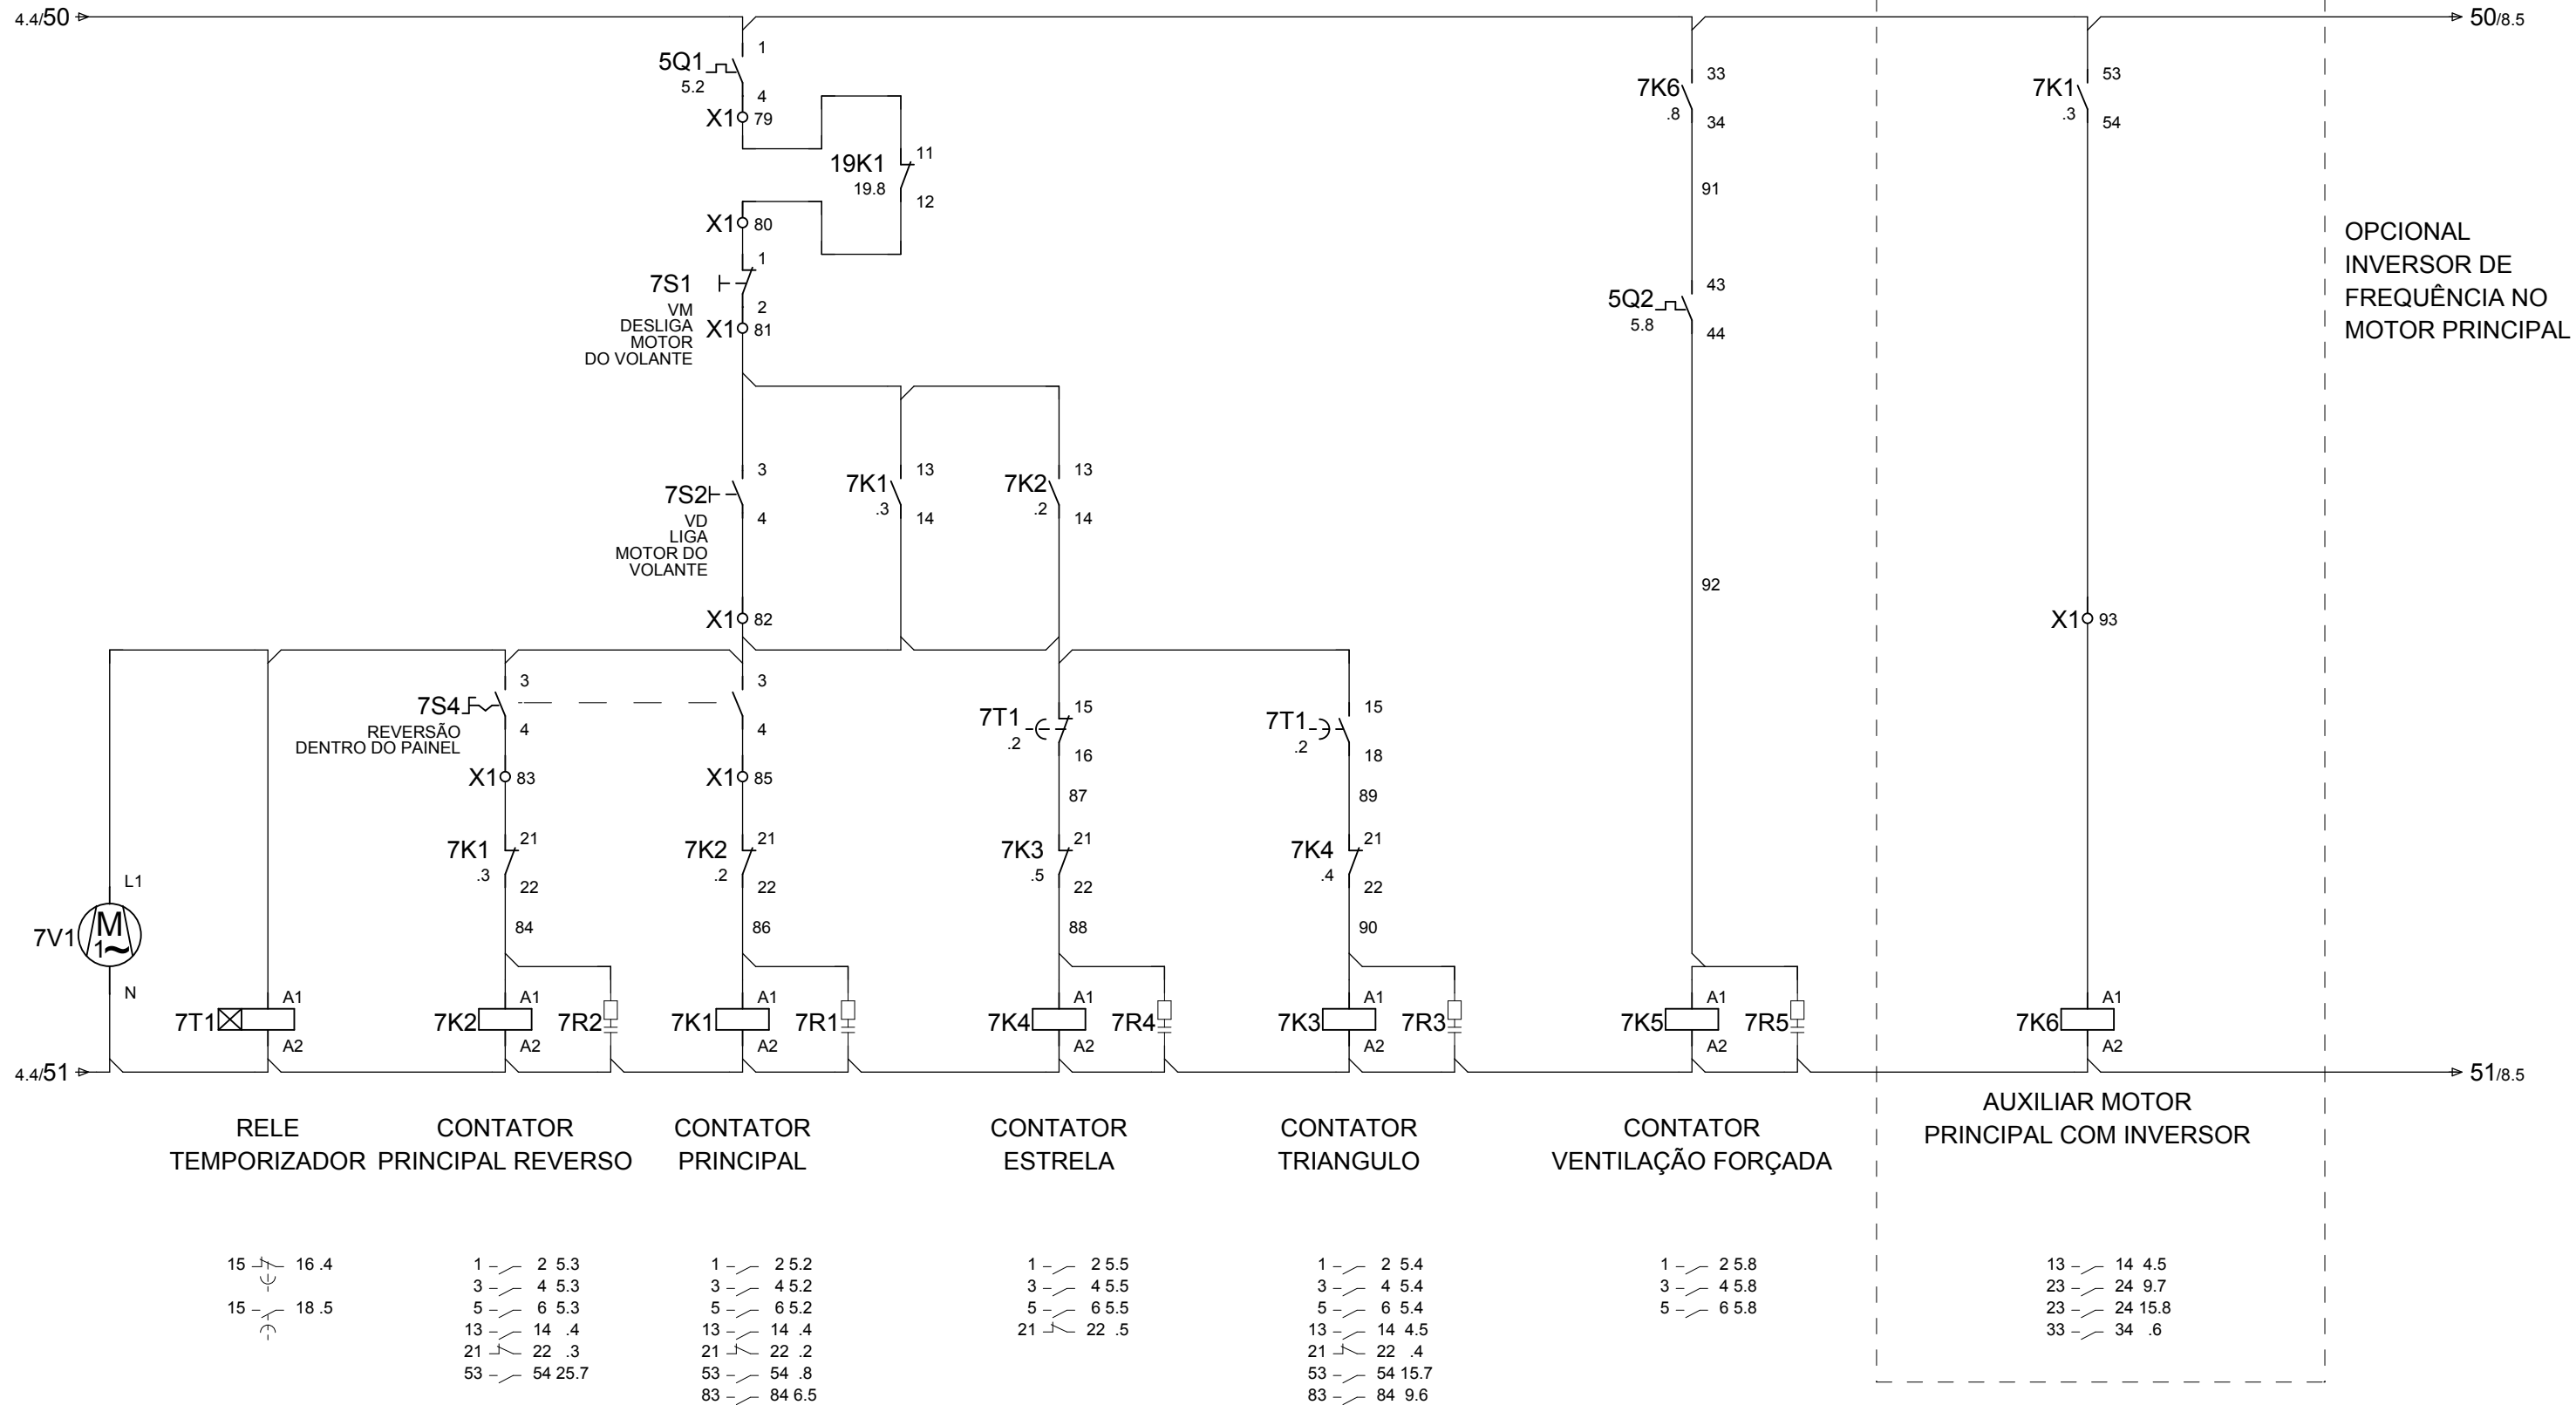 4.4/50
50/8.5
1
5Q1
5.2
4
X1 79
19K1
19.8
11
12
X1 80
1
7S1
2
VM
DESLIGA
MOTOR
DO VOLANTE
X1 81
3
7S2
4
VD
LIGA
MOTOR DO
VOLANTE
13
7K1
.3
14
13
7K2
.2
14
X1 82
33
7K6
.8
34
91
43
5Q2
5.8
44
92
53
7K1
.3
54
X1 93
OPCIONAL
INVERSOR DE
FREQUÊNCIA NO
MOTOR PRINCIPAL
3
7S4
4
REVERSÃO
DENTRO DO PAINEL
X1 83
3
4
X1 85
15
7T1
.2
16
87
15
7T1
.2
18
89
21
7K1
.3
22
84
21
7K2
.2
22
86
21
7K3
.5
22
88
21
7K4
.4
22
90
L1
7V1
M
1~
N
A1
7T1
A2
A1
7K2
A2
7R2
A1
7K1
A2
7R1
A1
7K4
A2
7R4
A1
7K3
A2
7R3
A1
7K5
A2
7R5
A1
7K6
A2
4.4/51
51/8.5
RELE
TEMPORIZADOR
CONTATOR
PRINCIPAL REVERSO
CONTATOR
PRINCIPAL
CONTATOR
ESTRELA
CONTATOR
TRIANGULO
CONTATOR
VENTILAÇÃO FORÇADA
AUXILIAR MOTOR
PRINCIPAL COM INVERSOR
15 16 .4
15 18 .5
1 2 5.3
3 4 5.3
5 6 5.3
13 14 .4
21 22 .3
53 54 25.7
1 2 5.2
3 4 5.2
5 6 5.2
13 14 .4
21 22 .2
53 54 .8
83 84 6.5
1 2 5.5
3 4 5.5
5 6 5.5
21 22 .5
1 2 5.4
3 4 5.4
5 6 5.4
13 14 4.5
21 22 .4
53 54 15.7
83 84 9.6
1 2 5.8
3 4 5.8
5 6 5.8
13 14 4.5
23 24 9.7
23 24 15.8
33 34 .6